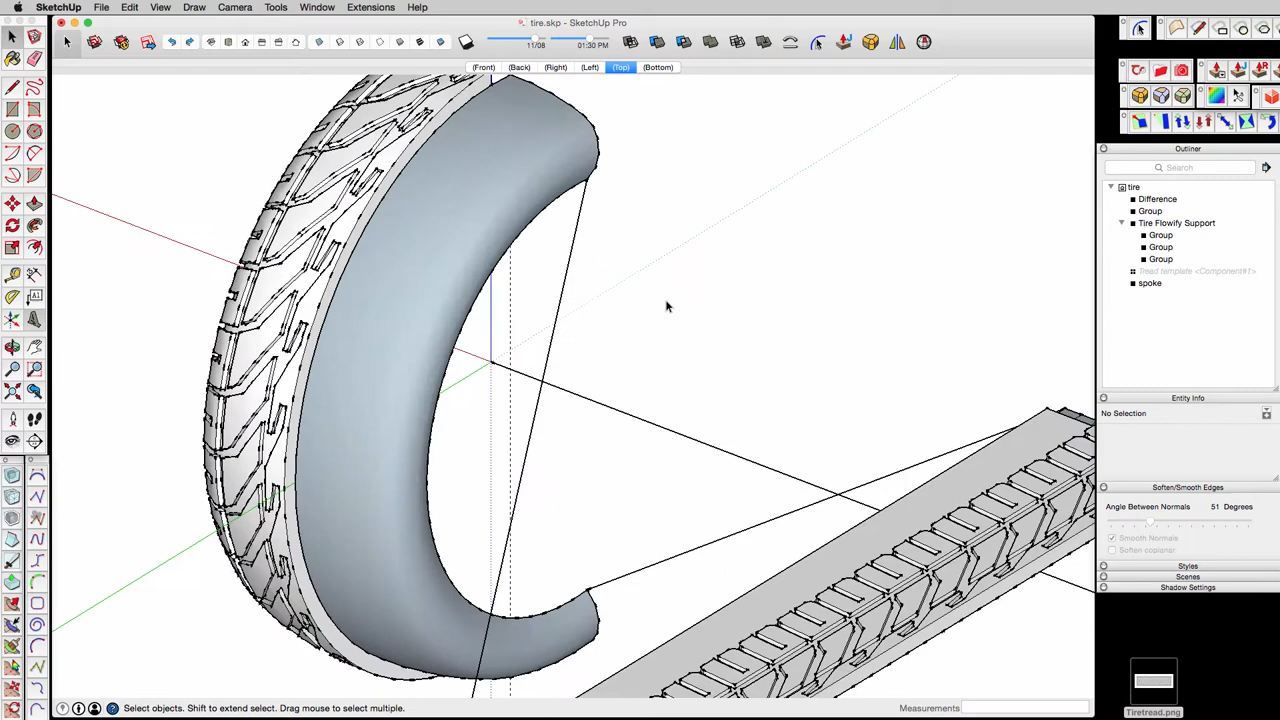 SketchUp File Edit View Draw Camera Tools Window Extensions Help
tire.skp - SketchUp Pro
11/08 01:30 PM
(Front) (Back) (Right) (Left) (Top) (Bottom)
A1
Outliner
Search
tire
Difference
Group
Tire Flowify Support
Group
Group
Group
Tread template <Component#1>
spoke
Entity Info
No Selection
Soften/Smooth Edges
Angle Between Normals 51 Degrees
Smooth Normals
Soften coplanar
Styles
Scenes
Shadow Settings
Tiretread.png
Select objects. Shift to extend select. Drag mouse to select multiple. Measurements